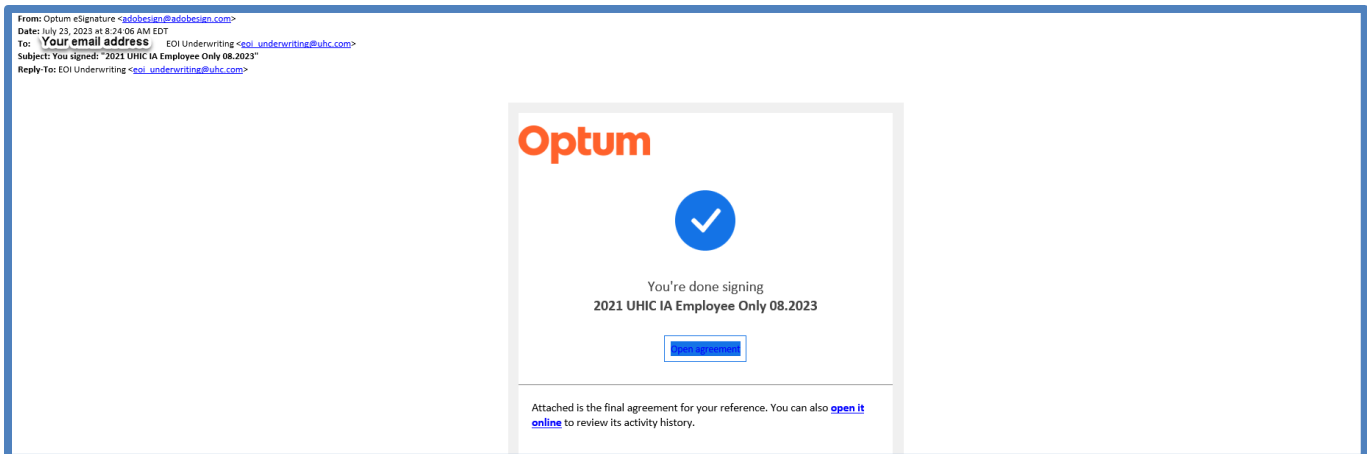 From: Optum eSignature <adobesign@adobesign.com>
Date: July 23, 2023 at 8:24:06 AM EDT
To: Your email address EOI Underwriting <eoi_underwriting@uhc.com>
Subject: You signed: "2021 UHIC IA Employee Only 08.2023"
Reply-To: EOI Underwriting <eoi_underwriting@uhc.com>
Optum
You're done signing
2021 UHIC IA Employee Only 08.2023
Open agreement
Attached is the final agreement for your reference. You can also open it
online to review its activity history.